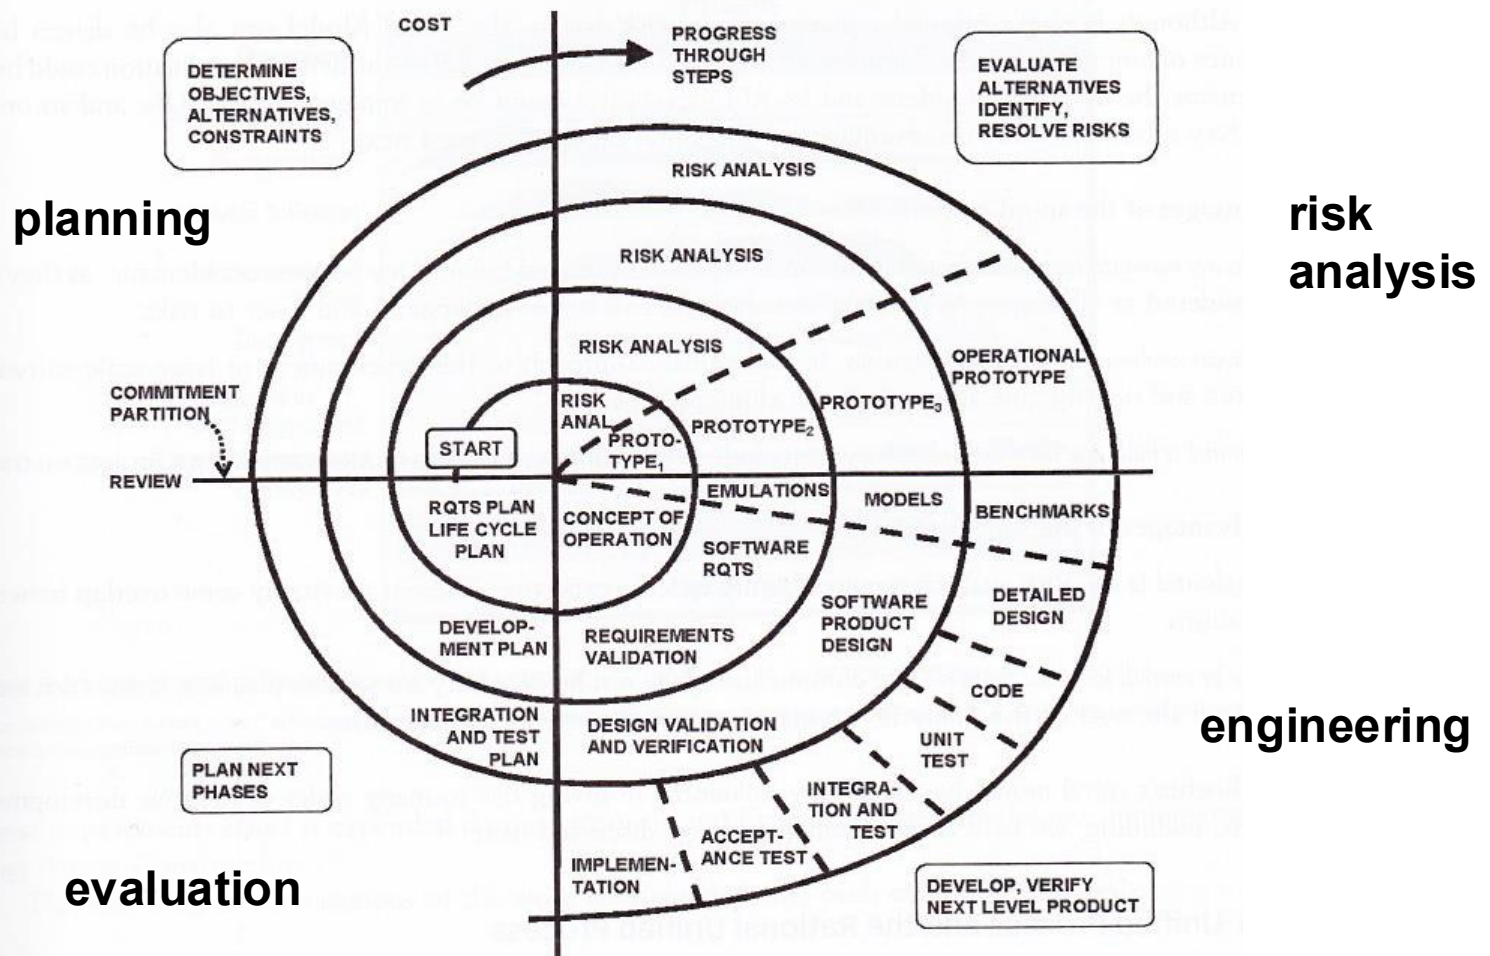 COST
PROGRESS
THROUGH
STEPS
DETERMINE
OBJECTIVES,
ALTERNATIVES,
CONSTRAINTS
EVALUATE
ALTERNATIVES
IDENTIFY,
RESOLVE RISKS
planning
risk
analysis
RISK ANALYSIS
RISK ANALYSIS
RISK ANALYSIS
RISK
ANAL.
OPERATIONAL
PROTOTYPE
PROTOTYPE3
PROTOTYPE2
PROTO-
TYPE1
COMMITMENT
PARTITION
REVIEW
START
RQTS PLAN
LIFE CYCLE
PLAN
CONCEPT OF
OPERATION
EMULATIONS
MODELS
BENCHMARKS
SOFTWARE
RQTS
SOFTWARE
PRODUCT
DESIGN
DETAILED
DESIGN
DEVELOP-
MENT PLAN
REQUIREMENTS
VALIDATION
CODE
UNIT
TEST
INTEGRATION
AND TEST
PLAN
DESIGN VALIDATION
AND VERIFICATION
engineering
PLAN NEXT
PHASES
INTEGRA-
TION AND
TEST
ACCEPT-
ANCE TEST
IMPLEMEN-
TATION
evaluation
DEVELOP, VERIFY
NEXT LEVEL PRODUCT